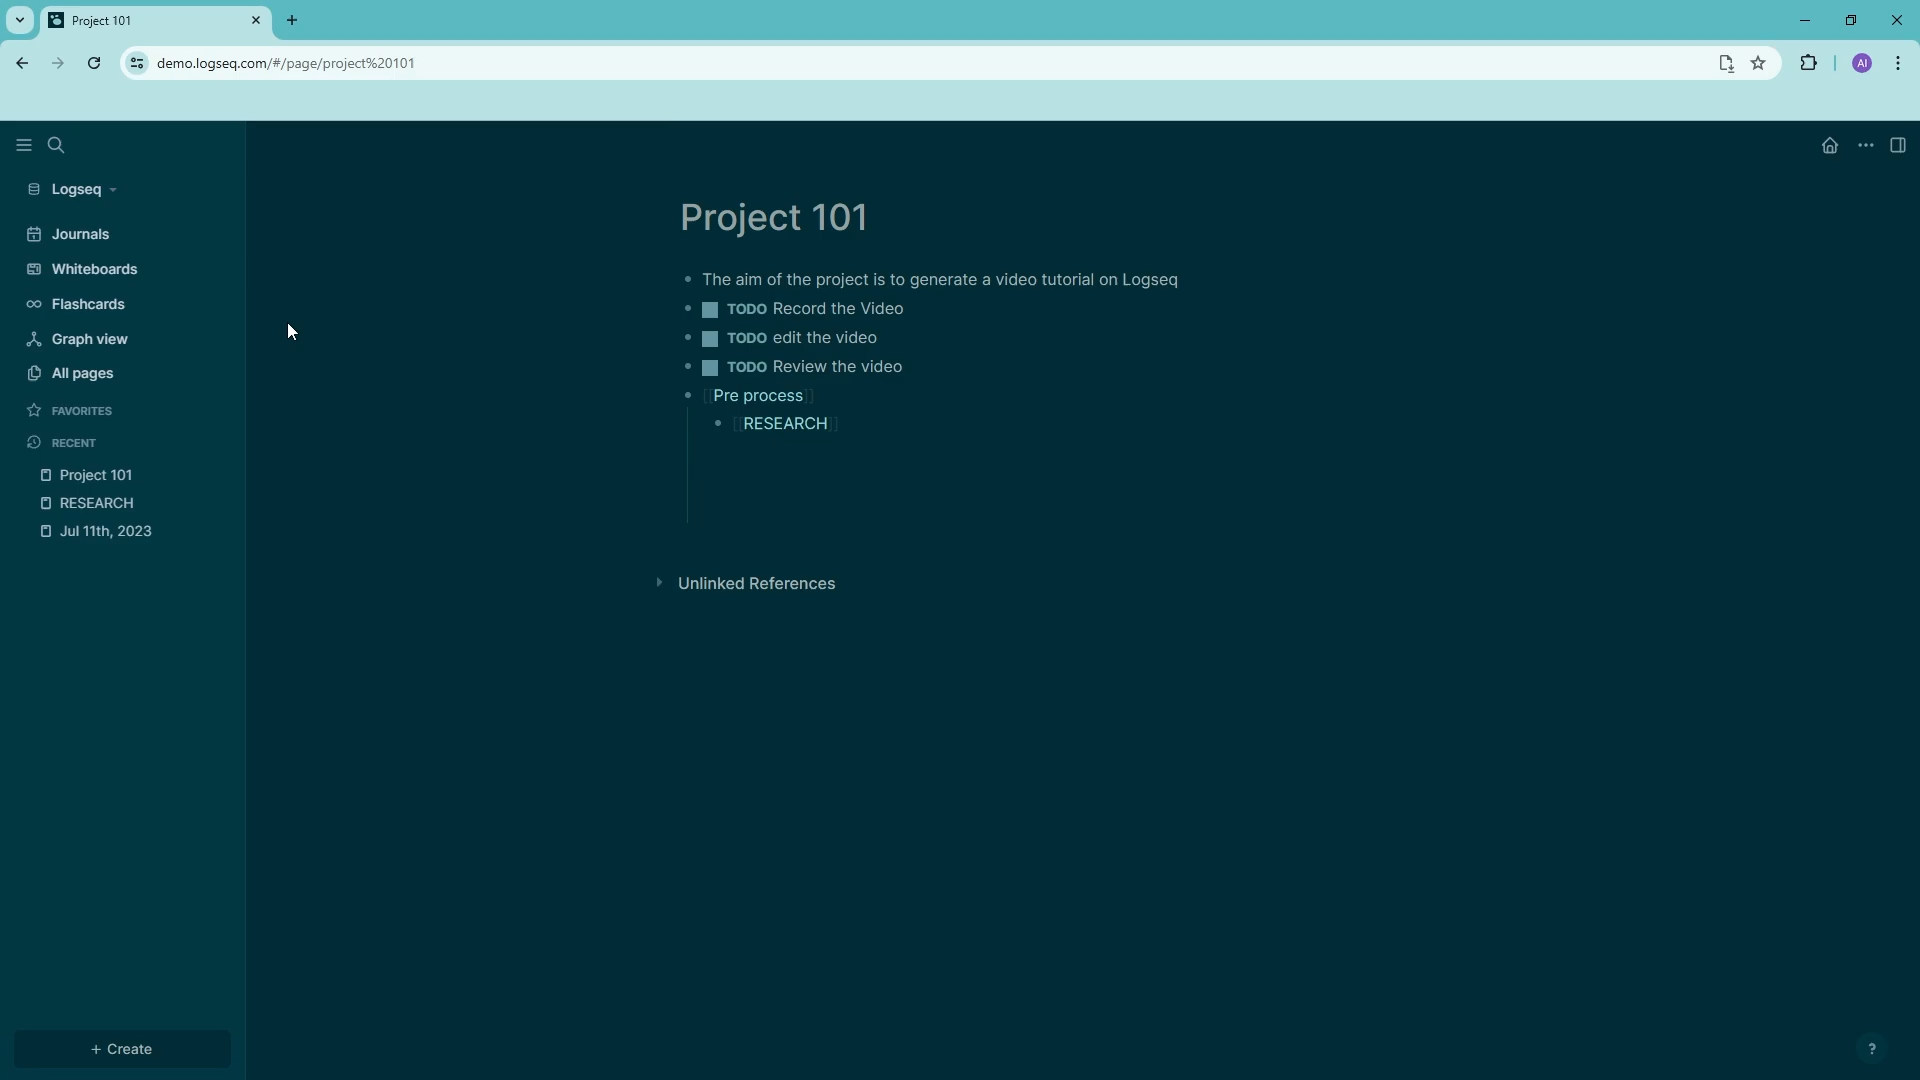 Project 101
demo.logseq.com/#/page/project%20101
AI
Logseq
Journals
Whiteboards
Flashcards
Graph view
All pages
FAVORITES
RECENT
Project 101
RESEARCH
Jul 11th, 2023
+ Create
Project 101
The aim of the project is to generate a video tutorial on Logseq
TODO Record the Video
TODO edit the video
TODO Review the video
[[Pre process]]
[[RESEARCH]]
Unlinked References
?